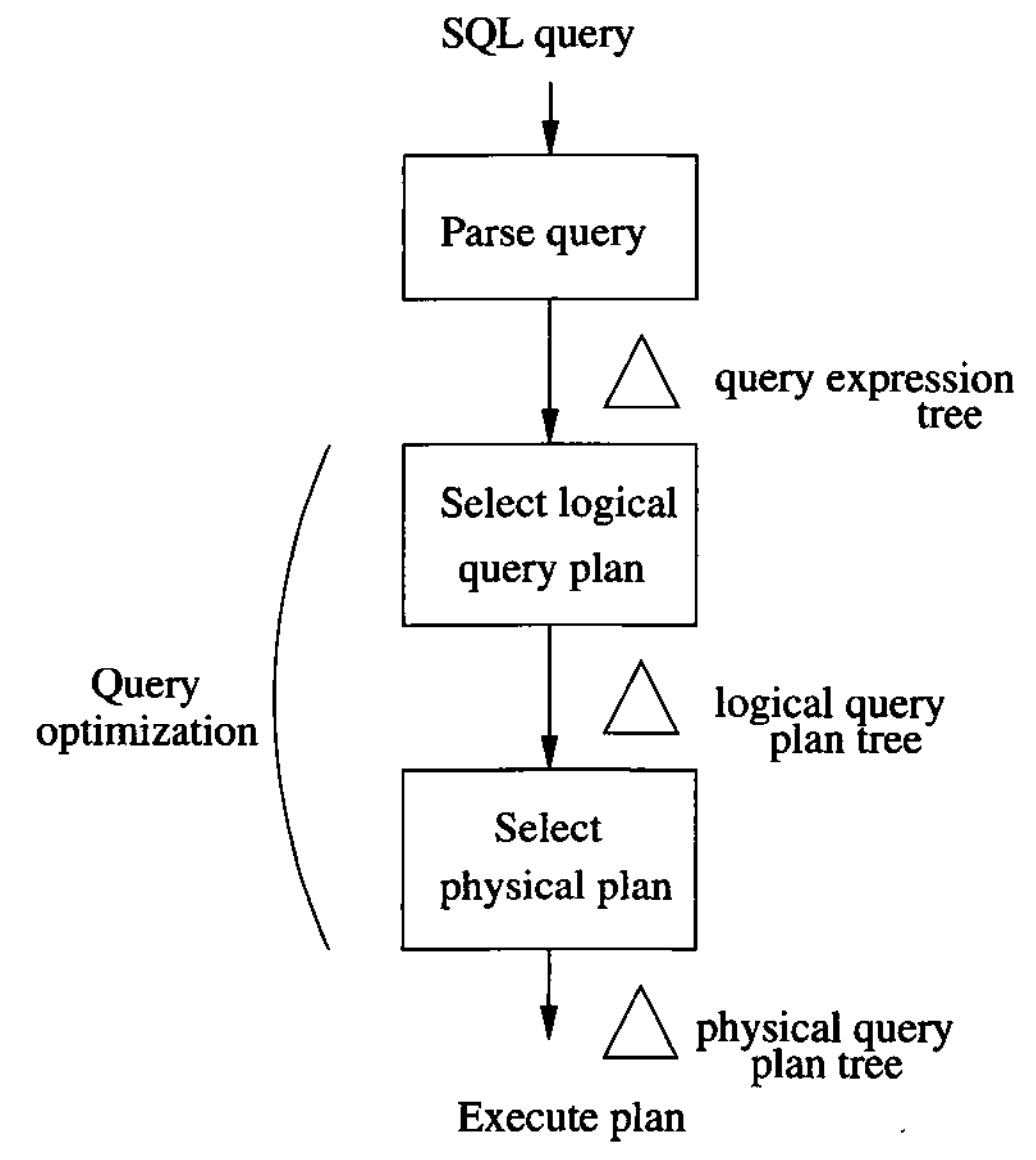 SQL query
Parse query
query expression
tree
Select logical
query plan
Query
optimization
logical query
plan tree
Select
physical plan
physical query
plan tree
Execute plan